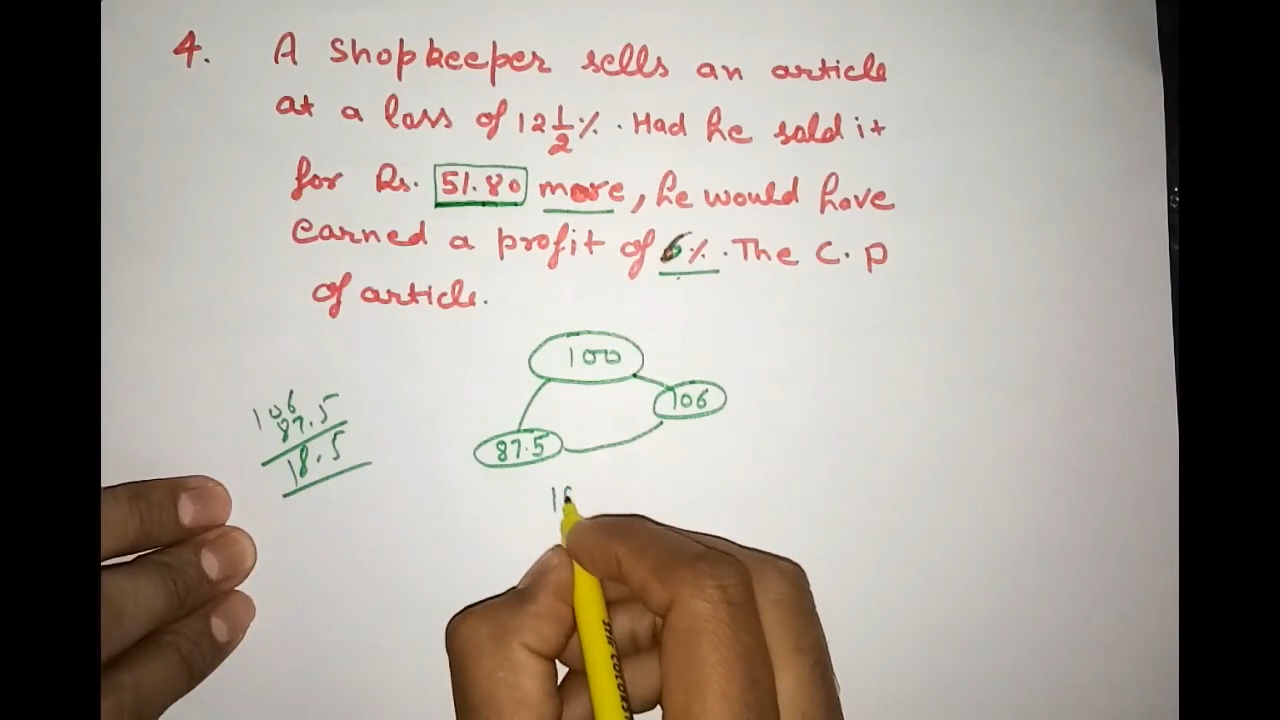 4. A shopkeeper sells an article
at a loss of 12 1/2 %. Had he sold it
for Rs. 51.80 more, he would have
earned a profit of 6%. The C.P
of article.
100
106
87.5
106
87.5
18.5